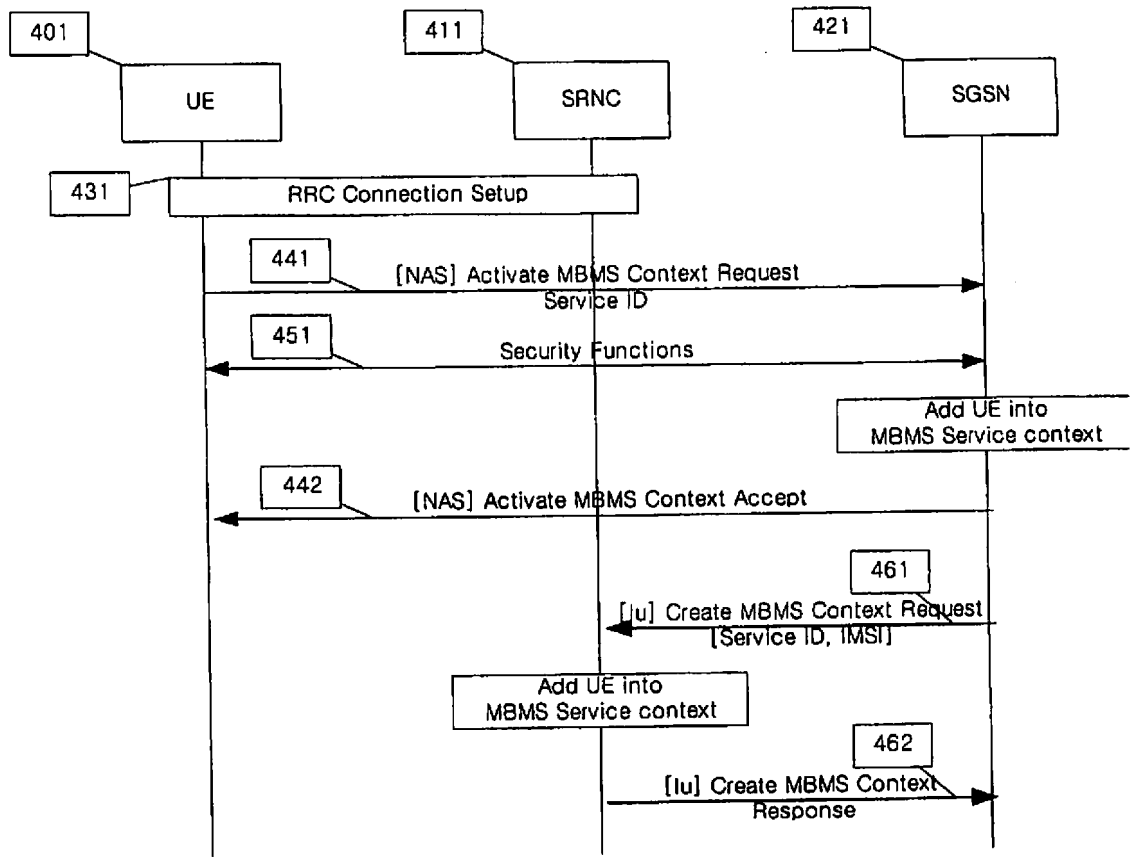 401
411
421
UE
SRNC
SGSN
431
RRC Connection Setup
441
[NAS] Activate MBMS Context Request
Service ID
451
Security Functions
Add UE into
MBMS Service context
442
[NAS] Activate MBMS Context Accept
461
[Iu] Create MBMS Context Request
[Service ID, IMSI]
Add UE into
MBMS Service context
462
[Iu] Create MBMS Context
Response